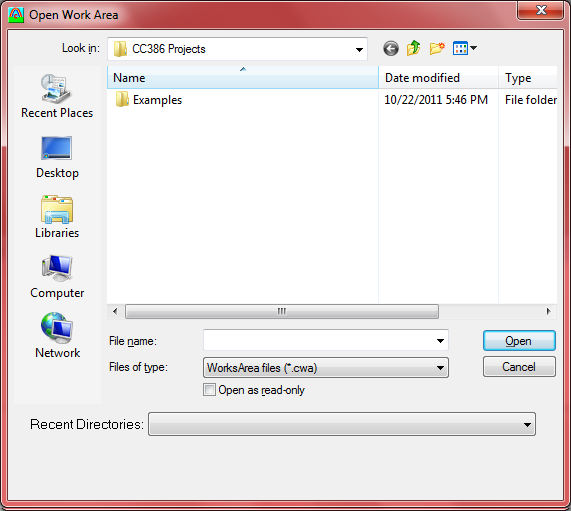 Open Work Area
Look in: CC386 Projects
Name Date modified Type
Examples 10/22/2011 5:46 PM File folder
Recent Places
Desktop
Libraries
Computer
Network
File name: Open
Files of type: WorksArea files (*.cwa) Cancel
Open as read-only
Recent Directories: